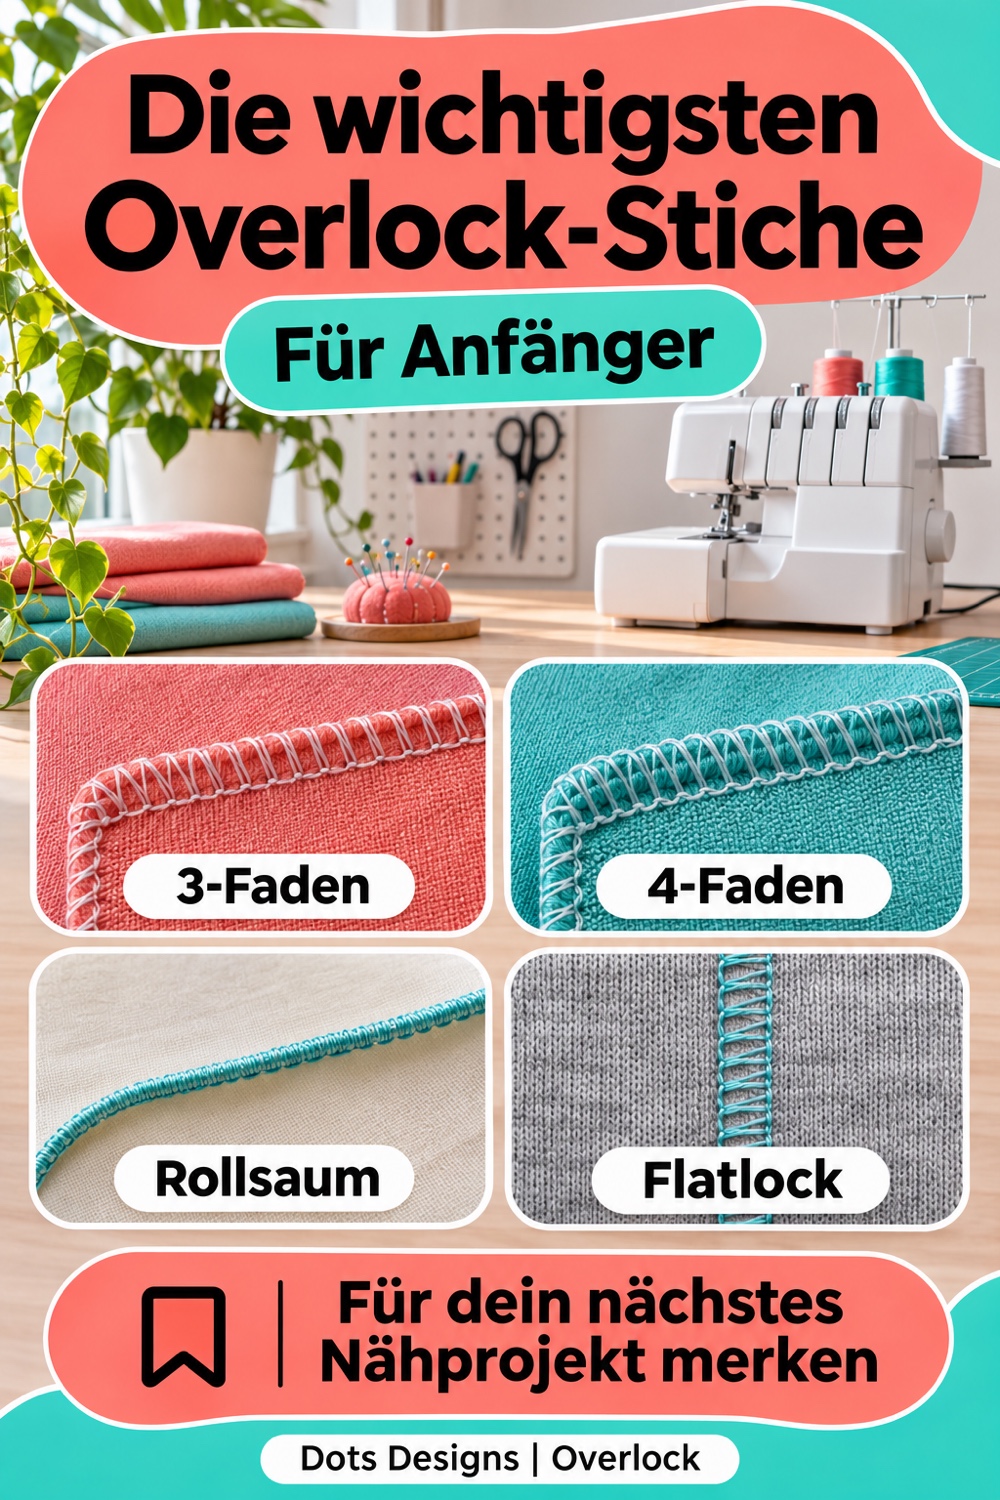 Die wichtigsten
Overlock-Stiche
Für Anfänger
3-Faden
4-Faden
Rollsaum
Flatlock
Für dein nächstes
Nähprojekt merken
Dots Designs | Overlock